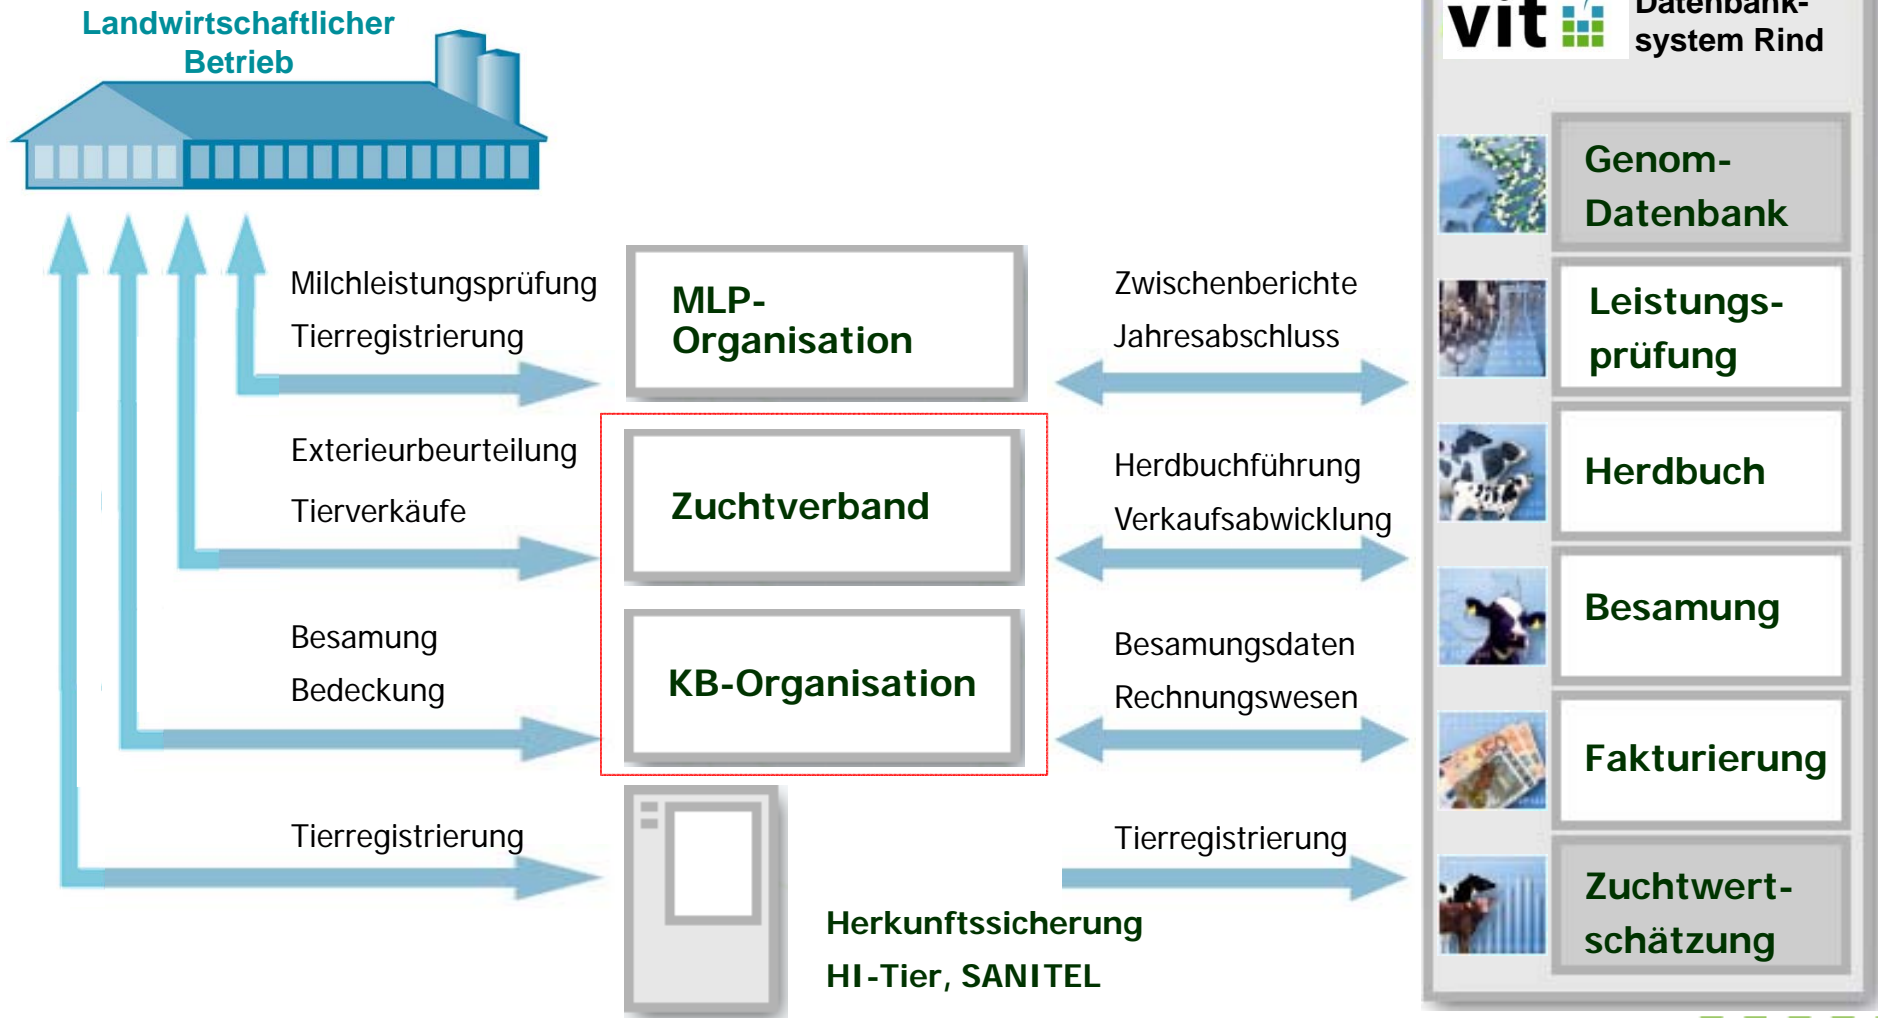 Landwirtschaftlicher
Betrieb
vit
Datenbank-
system Rind
Milchleistungsprüfung
Tierregistrierung
MLP-
Organisation
Zwischenberichte
Jahresabschluss
Exterieurbeurteilung
Tierverkäufe
Zuchtverband
Herdbuchführung
Verkaufsabwicklung
Besamung
Bedeckung
KB-Organisation
Besamungsdaten
Rechnungswesen
Tierregistrierung
Herkunftssicherung
HI-Tier, SANITEL
Tierregistrierung
Genom-
Datenbank
Leistungs-
prüfung
Herdbuch
Besamung
Fakturierung
Zuchtwert-
schätzung